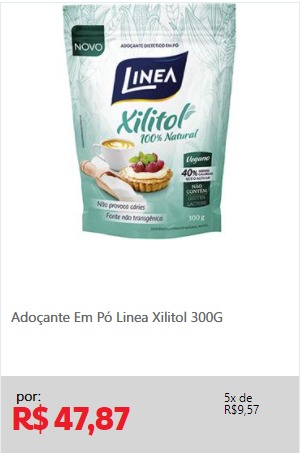 NOVO
ADOÇANTE DIETÉTICO EM PÓ
LINEA
Xilitol
100% Natural
Vegano
40%
NÃO
CONTÉM
GLÚTEN
LACTOSE
Não provoca cáries
Fonte não transgênica
300 g
Adoçante Em Pó Linea Xilitol 300G
por:
R$ 47,87
5x de
R$9,57